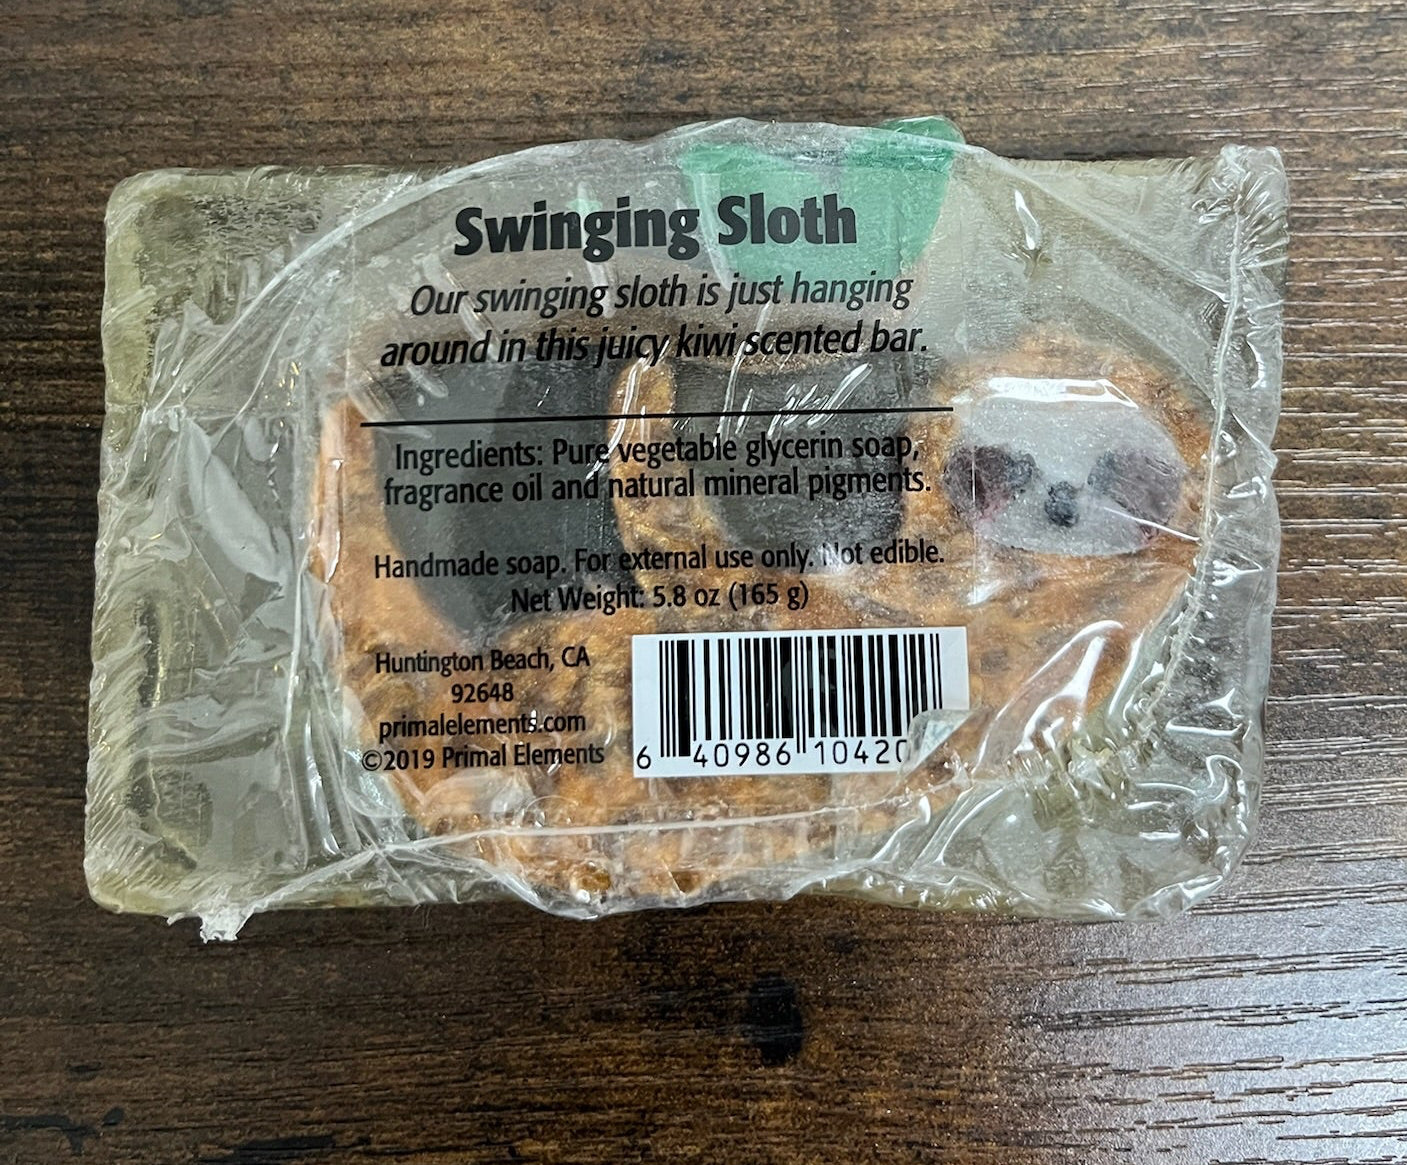 Swinging Sloth
Our swinging sloth is just hanging
around in this juicy kiwi scented bar.
Ingredients: Pure vegetable glycerin soap,
fragrance oil and natural mineral pigments.
Handmade soap. For external use only. Not edible.
Net Weight: 5.8 oz (165 g)
Huntington Beach, CA
92648
primalelements.com
©2019 Primal Elements
6 40986 10420